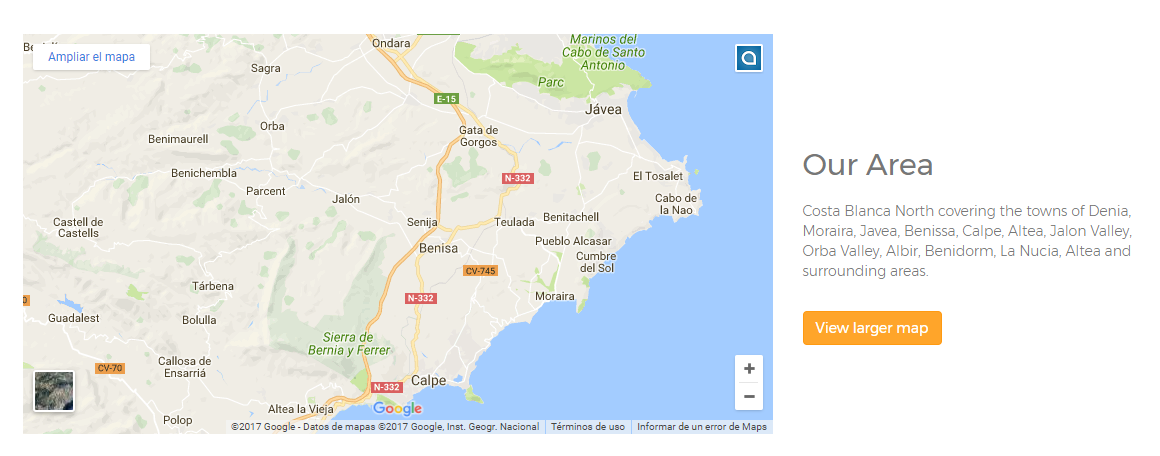 Ondara
Marinos del
Cabo de Santo
Antonio
Be
Ampliar el mapa
Sagra
Parc
E-15
Jávea
Orba
Gata de
Gorgos
Benimaurell
Benichembla
N-332
El Tosalet
Parcent
Jalón
Cabo de
la Nao
Castell de
Castells
Senija
Teulada
Benitachell
Benisa
Pueblo Alcasar
Cumbre
del Sol
CV-745
Tárbena
N-332
Moraira
0
Guadalest
Bolulla
Sierra de
Bernia y Ferrer
Callosa de
Ensarriá
CV-70
+
Calpe
N-332
−
Altea la Vieja
Google
Polop
©2017 Google - Datos de mapas ©2017 Google, Inst. Geogr. Nacional
Términos de uso
Informar de un error de Maps
Our Area
Costa Blanca North covering the towns of Denia,
Moraira, Javea, Benissa, Calpe, Altea, Jalon Valley,
Orba Valley, Albir, Benidorm, La Nucia, Altea and
surrounding areas.
View larger map